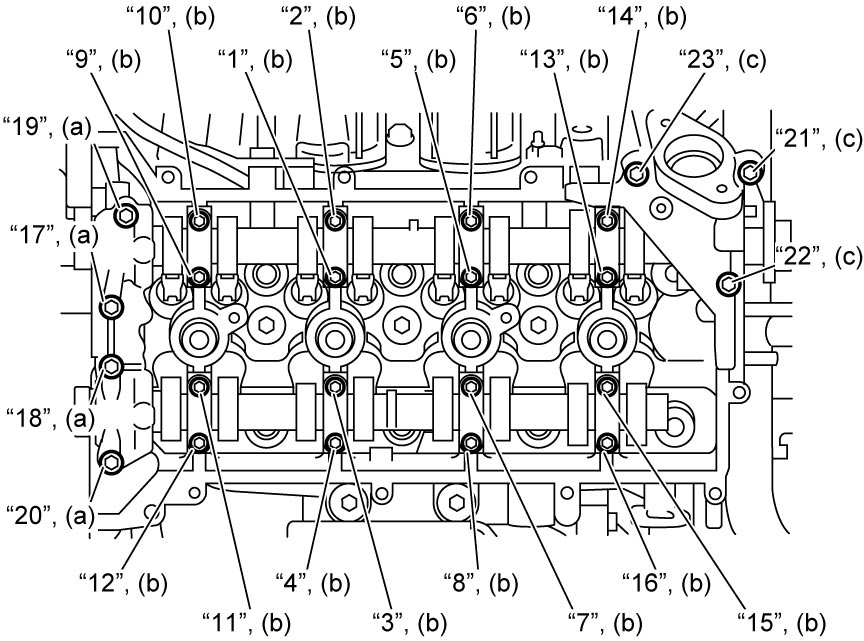 “10”, (b) “2”, (b) “6”, (b) “14”, (b)
“9”, (b) “1”, (b) “5”, (b) “13”, (b) “23”, (c)
“19”, (a)
“21”, (c)
“17”, (a)
“22”, (c)
“18”, (a)
“20”, (a)
“12”, (b) “4”, (b) “8”, (b) “16”, (b)
“11”, (b) “3”, (b) “7”, (b) “15”, (b)